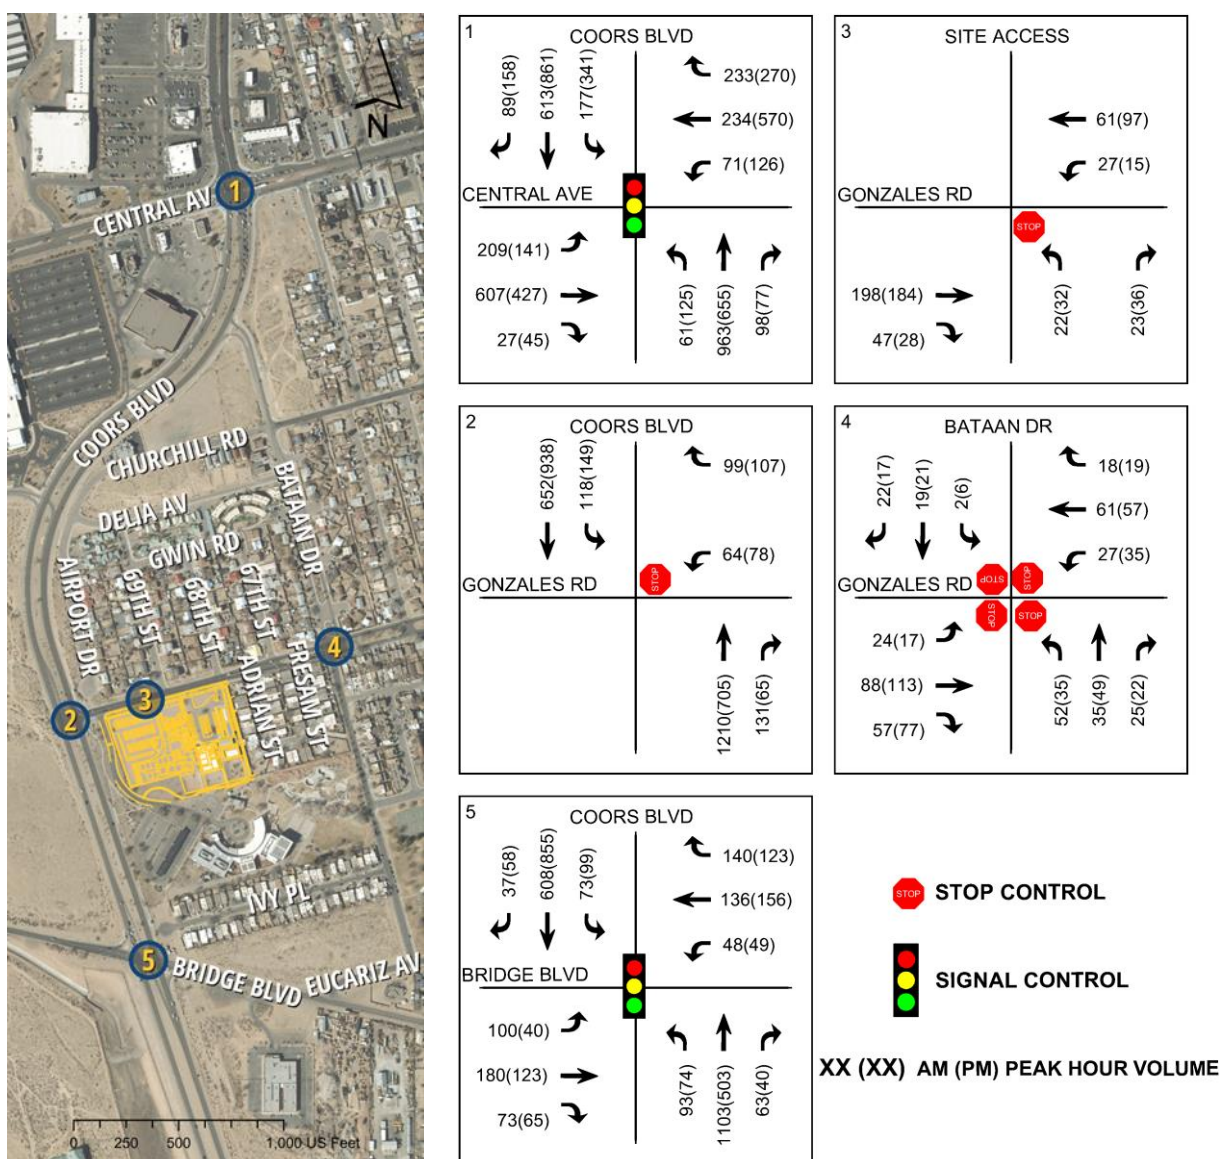 N
1
CENTRAL AV
COORS BLVD
CHURCHILL RD
DELIA AV
GWIN RD
BATAAN DR
AIRPORT DR
69TH ST
68TH ST
67TH ST
ADRIAN ST
FRESAM ST
4
3
2
IVY PL
5
BRIDGE BLVD
EUCARIZ AV
0 250 500 1,000 US Feet
1
COORS BLVD
89(158)
613(861)
177(341)
233(270)
234(570)
71(126)
CENTRAL AVE
209(141)
607(427)
27(45)
61(125)
963(655)
98(77)
3
SITE ACCESS
61(97)
27(15)
GONZALES RD
STOP
198(184)
47(28)
22(32)
23(36)
2
COORS BLVD
652(938)
118(149)
99(107)
64(78)
GONZALES RD
STOP
1210(705)
131(65)
4
BATAAN DR
22(17)
19(21)
2(6)
18(19)
61(57)
27(35)
GONZALES RD
STOP
STOP
STOP
STOP
24(17)
88(113)
57(77)
52(35)
35(49)
25(22)
5
COORS BLVD
37(58)
608(855)
73(99)
140(123)
136(156)
48(49)
BRIDGE BLVD
100(40)
180(123)
73(65)
93(74)
1103(503)
63(40)
STOP
STOP CONTROL
SIGNAL CONTROL
XX (XX) AM (PM) PEAK HOUR VOLUME